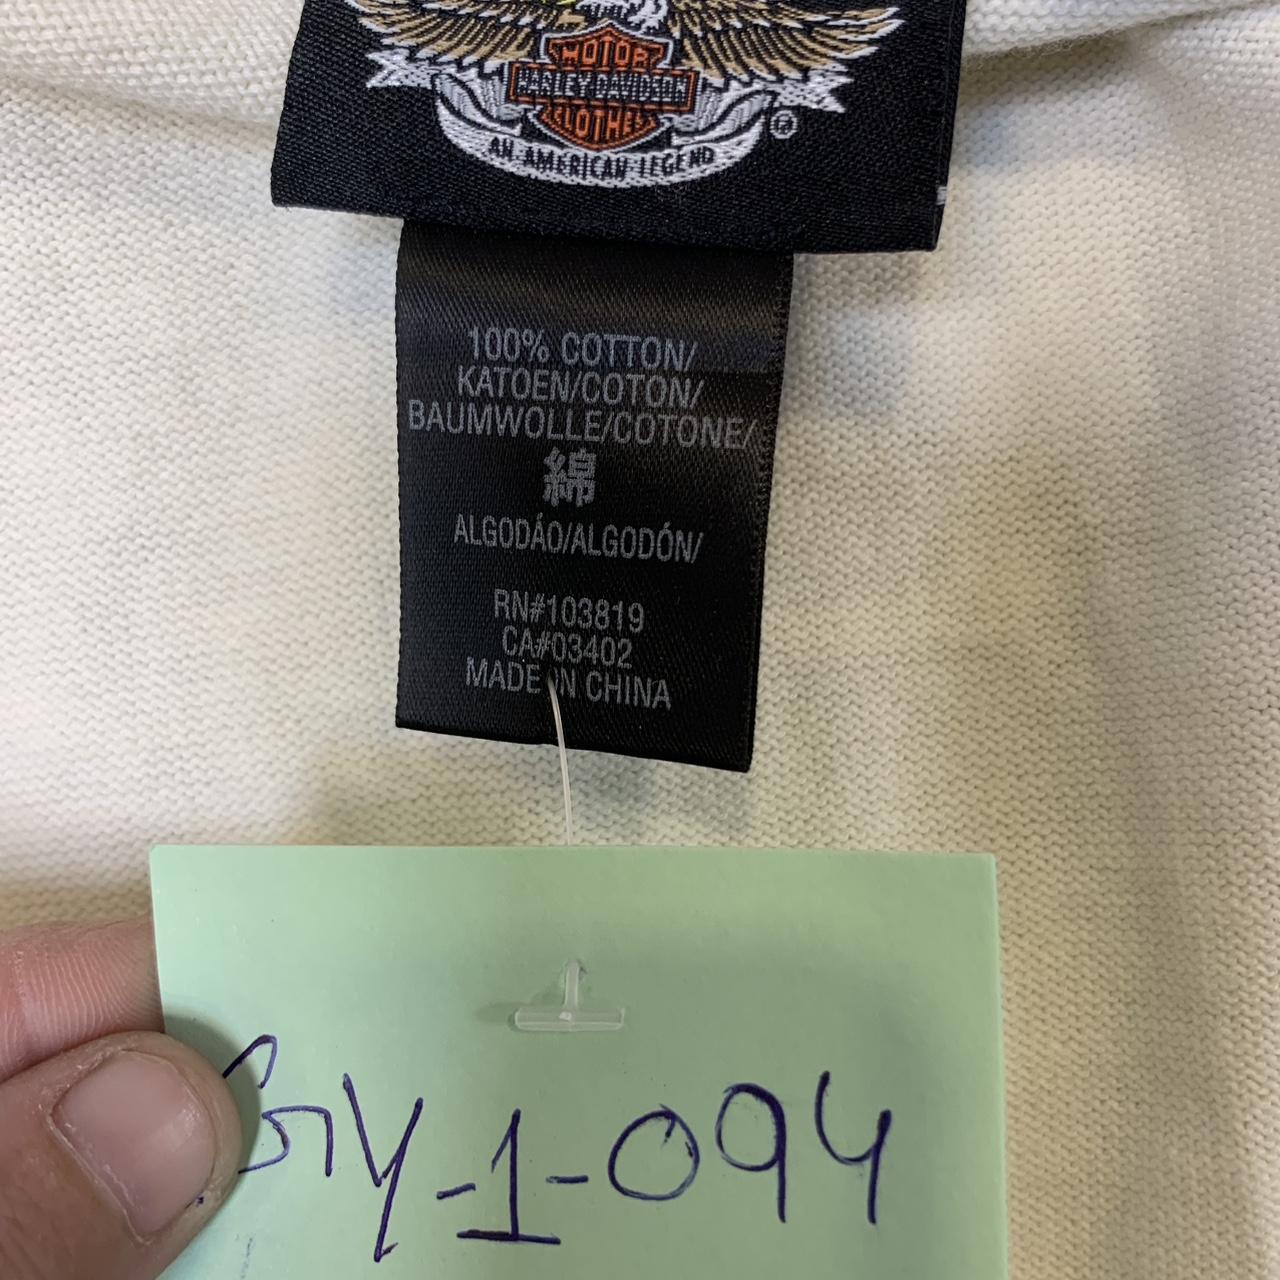 MOTOR
HARLEY-DAVIDSON
CLOTHES
AN AMERICAN LEGEND ®
100% COTTON/
KATOEN/COTON/
BAUMWOLLE/COTONE/
綿
ALGODÁO/ALGODÓN/
RN#103819
CA#03402
MADE IN CHINA
-1-094